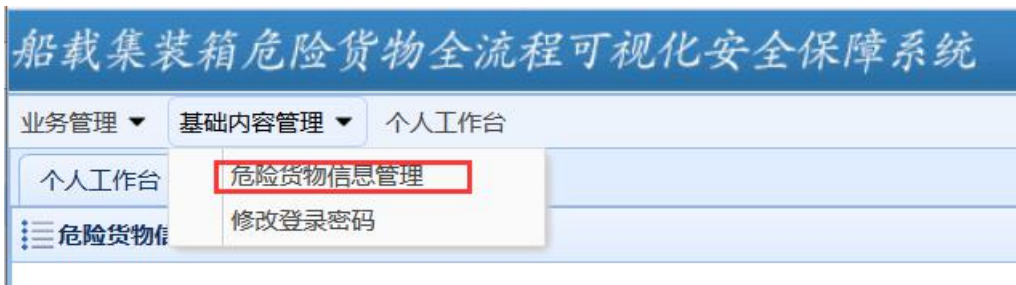 船载集装箱危险货物全流程可视化安全保障系统
业务管理 基础内容管理 个人工作台
个人工作台
危险货物信息管理
修改登录密码
危险货物信